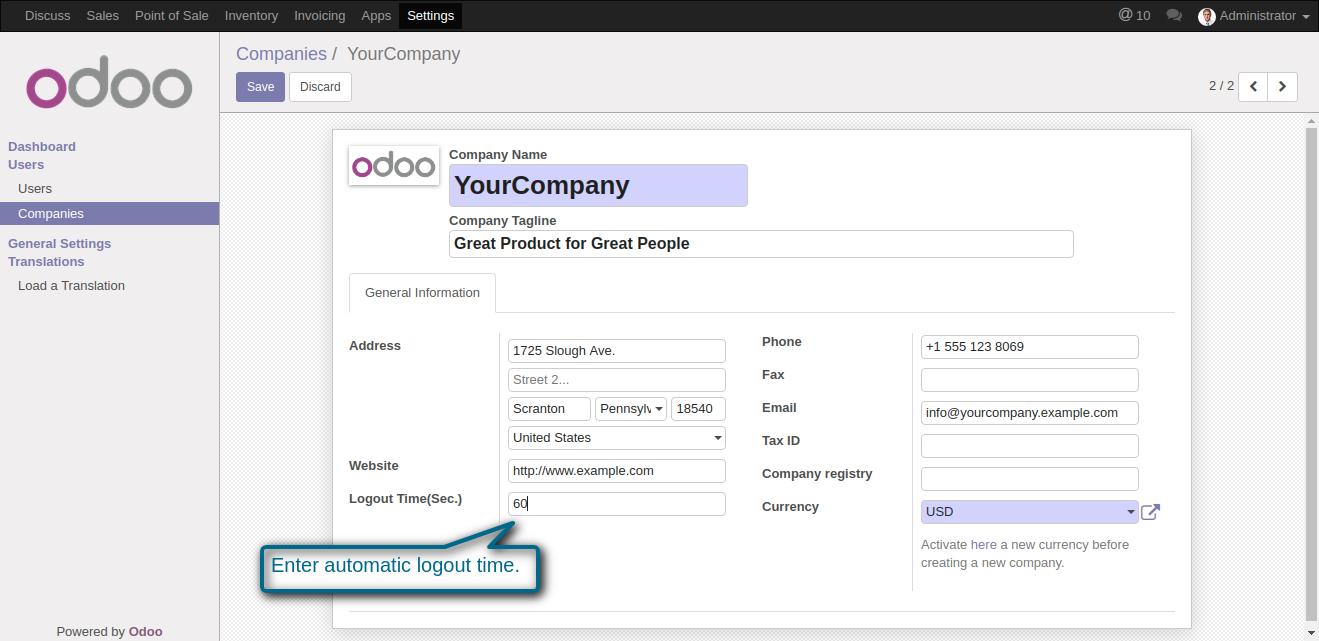 Discuss Sales Point of Sale Inventory Invoicing Apps Settings @ 10 Administrator
odoo
Companies / YourCompany
Save Discard 2 / 2
Dashboard
Users
Users
Companies
General Settings
Translations
Load a Translation
Powered by Odoo
odoo
Company Name
YourCompany
Company Tagline
Great Product for Great People
General Information
Address
1725 Slough Ave.
Street 2...
Scranton Pennsylv 18540
United States
Website http://www.example.com
Logout Time(Sec.) 60
Phone +1 555 123 8069
Fax
Email info@yourcompany.example.com
Tax ID
Company registry
Currency USD
Activate here a new currency before
creating a new company.
Enter automatic logout time.